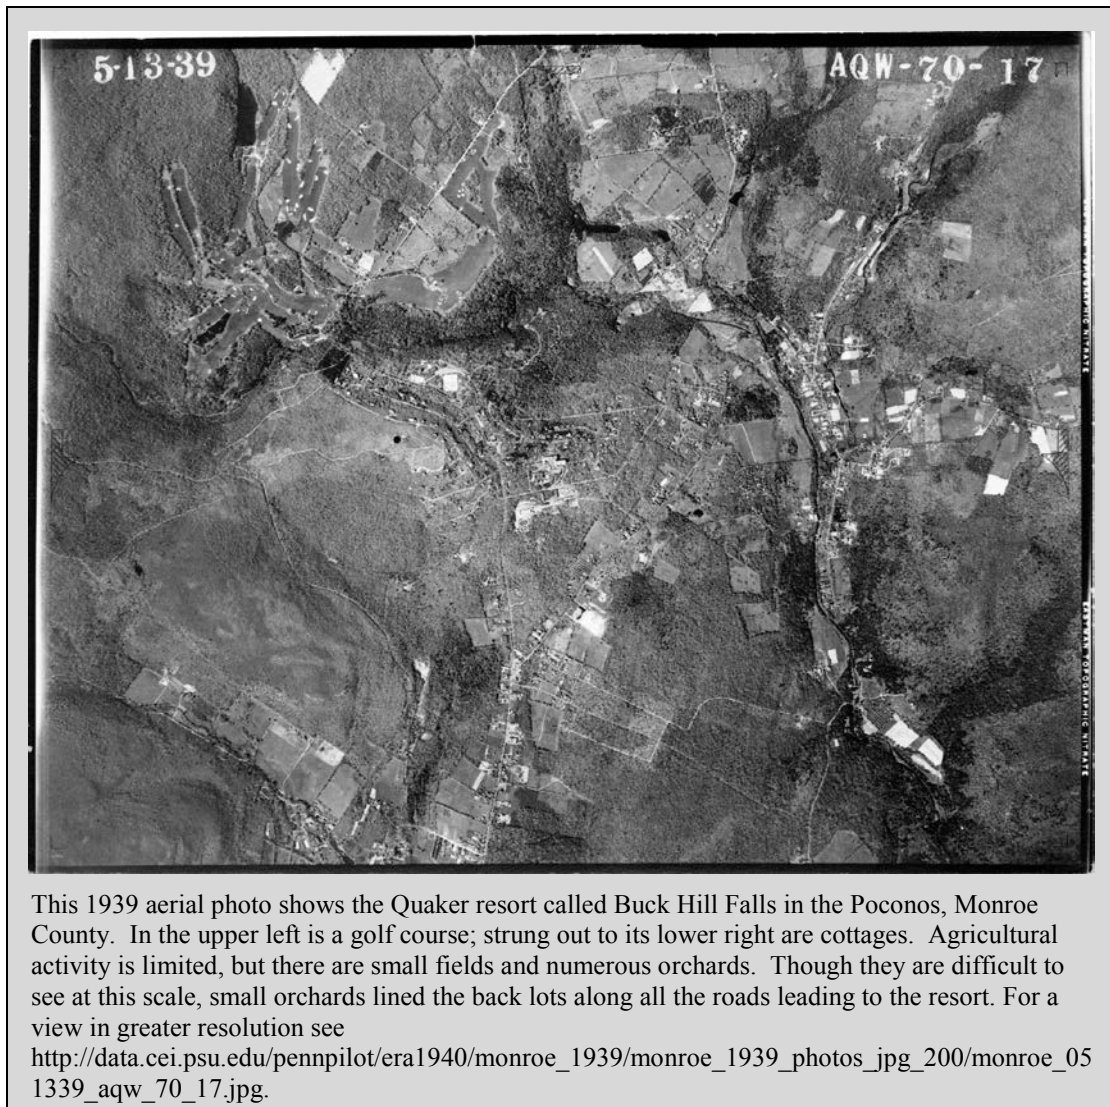 5-13-39
AQW-70-17
EASTMAN TOPOGRAPHIC NITRATE
This 1939 aerial photo shows the Quaker resort called Buck Hill Falls in the Poconos, Monroe
County.  In the upper left is a golf course; strung out to its lower right are cottages.  Agricultural
activity is limited, but there are small fields and numerous orchards.  Though they are difficult to
see at this scale, small orchards lined the back lots along all the roads leading to the resort. For a
view in greater resolution see
http://data.cei.psu.edu/pennpilot/era1940/monroe_1939/monroe_1939_photos_jpg_200/monroe_05
1339_aqw_70_17.jpg.